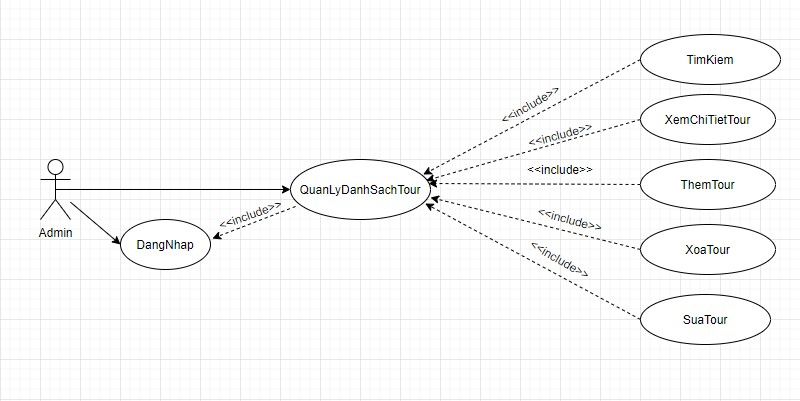 TimKiem
<<include>>
XemChiTietTour
<<include>>
<<include>>
ThemTour
QuanLyDanhSachTour
<<include>>
<<include>>
Admin
DangNhap
XoaTour
<<include>>
SuaTour